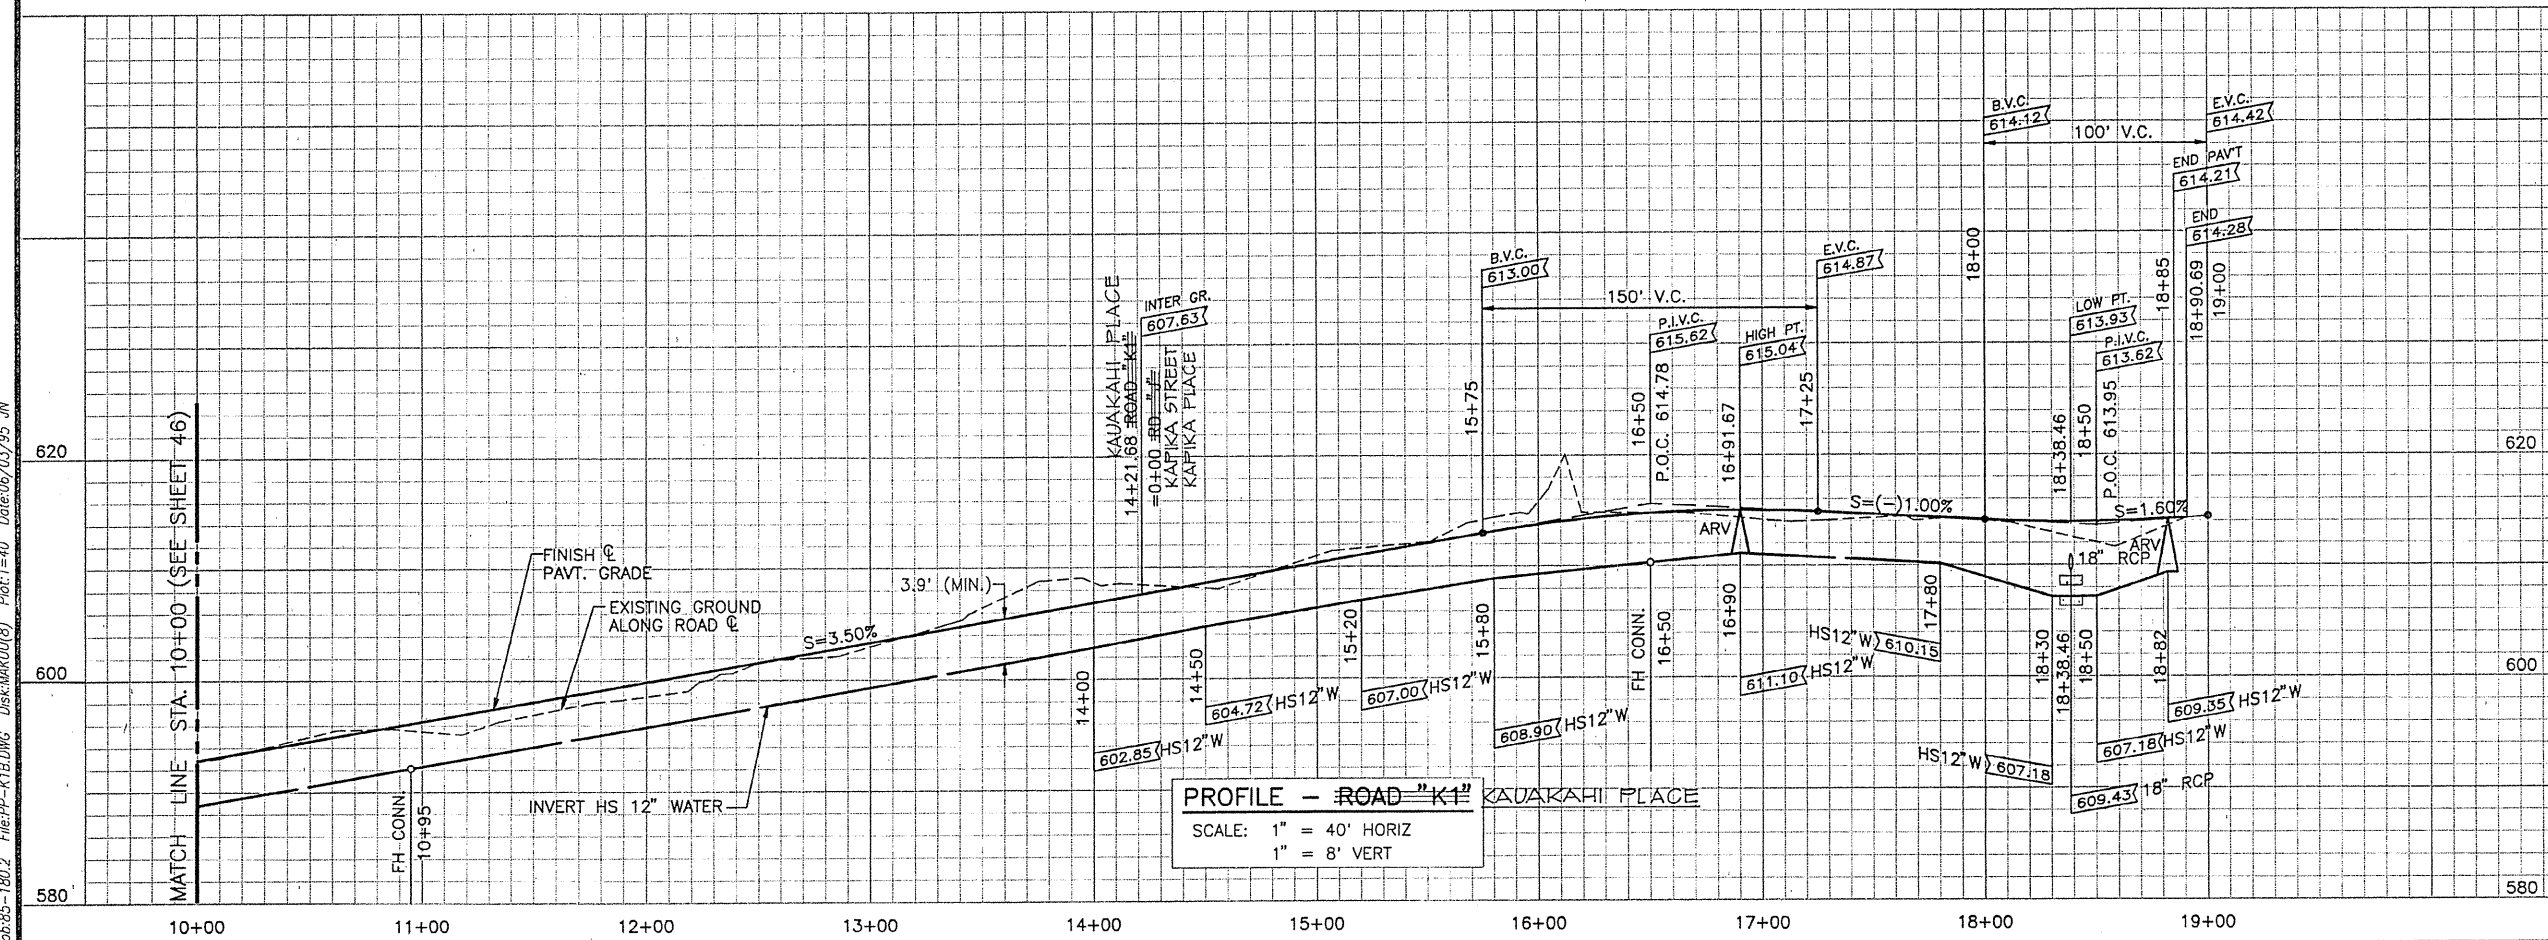 B.V.C.
614.12
E.V.C.
614.42
100' V.C.
END PAV'T
614.21
END
614.28
18+00
18+85
18+90.69
19+00
KAUAKAHI PLACE
14+21.68 ROAD "K1"
=0+00 RD. "J"
KAPIKA STREET
KAPIKA PLACE
INTER GR.
607.63
B.V.C.
613.00
E.V.C.
614.87
150' V.C.
P.I.V.C.
615.62
HIGH PT.
615.04
LOW PT.
613.93
P.I.V.C.
613.62
15+75
16+50
P.O.C. 614.78
16+91.67
17+25
18+38.46
18+50
P.O.C. 613.95
620
620
MATCH LINE STA. 10+00 (SEE SHEET 46)
FINISH ℄
PAVT. GRADE
EXISTING GROUND
ALONG ROAD ℄
S=3.50%
3.9' (MIN.)
ARV
S=(-)1.00%
S=1.60%
ARV
18" RCP
600
600
14+00
14+50
15+20
15+80
FH CONN.
16+50
16+90
17+80
18+30
18+38.46
18+50
18+82
602.85 HS12"W
604.72 HS12"W
607.00 HS12"W
608.90 HS12"W
611.10 HS12"W
HS12"W 610.15
HS12"W 607.18
609.35 HS12"W
607.18 HS12"W
609.43 18" RCP
FH CONN.
10+95
INVERT HS 12" WATER
PROFILE - ROAD "K1" KAUAKAHI PLACE
SCALE: 1" = 40' HORIZ
1" = 8' VERT
580
580
10+00 11+00 12+00 13+00 14+00 15+00 16+00 17+00 18+00 19+00